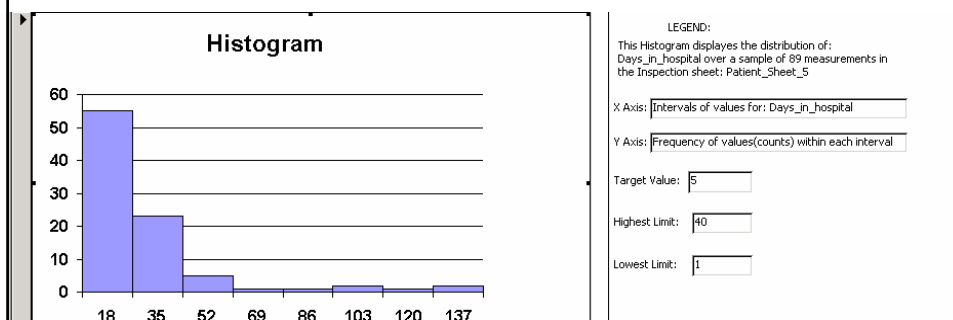 Histogram
60
50
40
30
20
10
0
18 35 52 69 86 103 120 137
LEGEND:
This Histogram displayes the distribution of:
Days_in_hospital over a sample of 89 measurements in
the Inspection sheet: Patient_Sheet_5
X Axis: Intervals of values for: Days_in_hospital
Y Axis: Frequency of values(counts) within each interval
Target Value: 5
Highest Limit: 40
Lowest Limit: 1